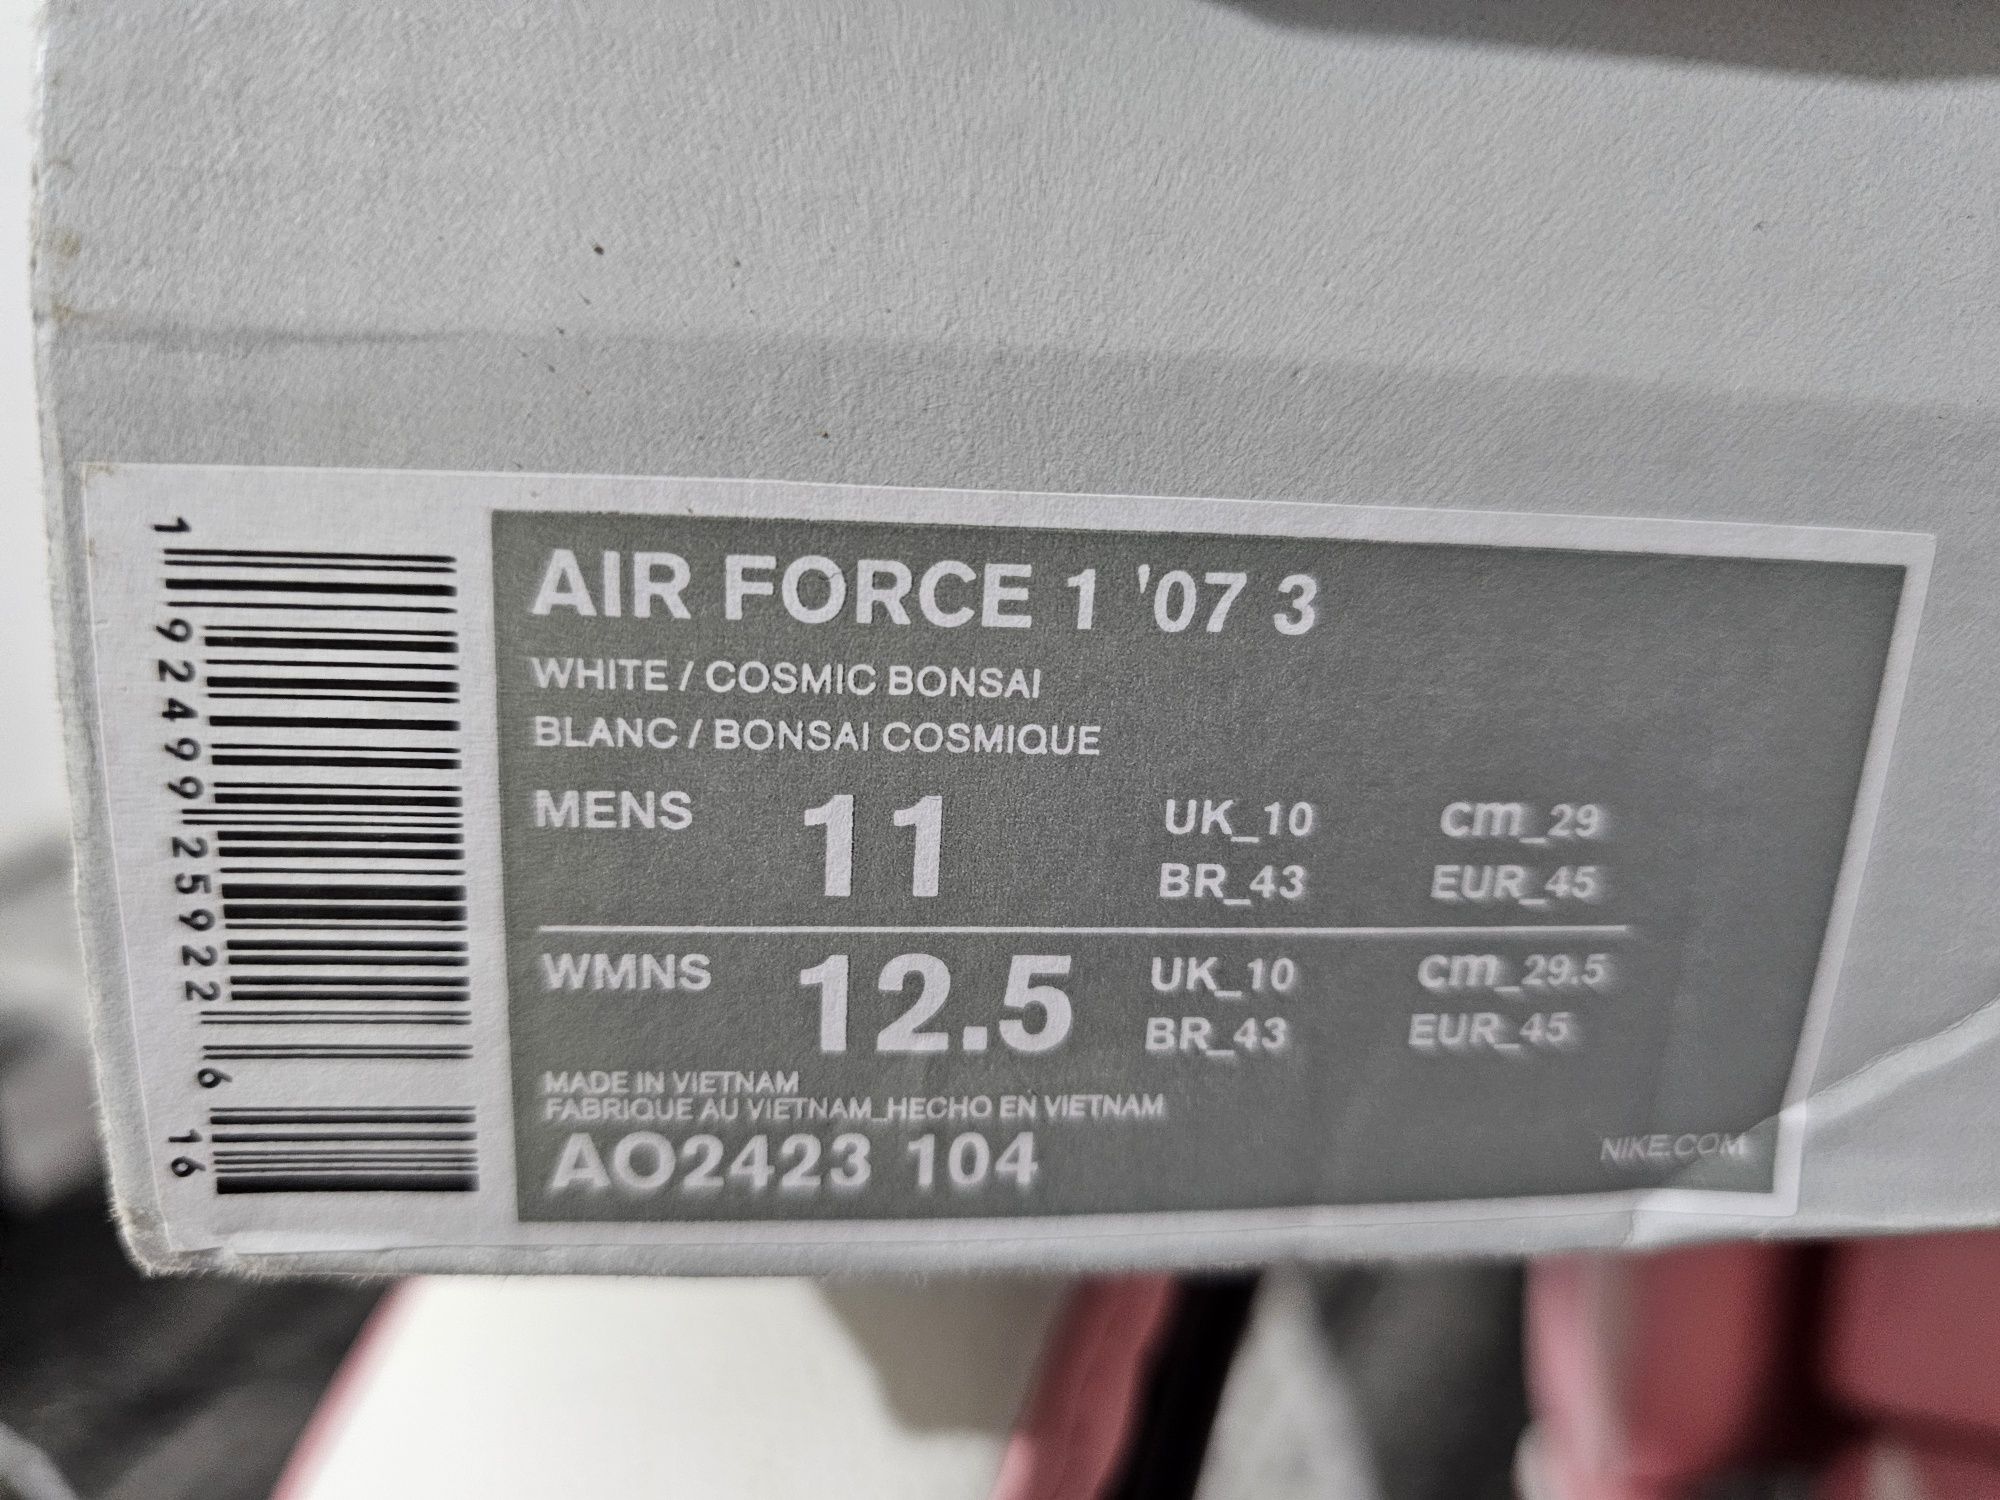 1 92499 25922 6 16
AIR FORCE 1 '07 3
WHITE / COSMIC BONSAI
BLANC / BONSAI COSMIQUE
MENS 11 UK_10 cm_29
BR_43 EUR_45
WMNS 12.5 UK_10 cm_29.5
BR_43 EUR_45
MADE IN VIETNAM
FABRIQUE AU VIETNAM_HECHO EN VIETNAM
AO2423 104
NIKE.COM